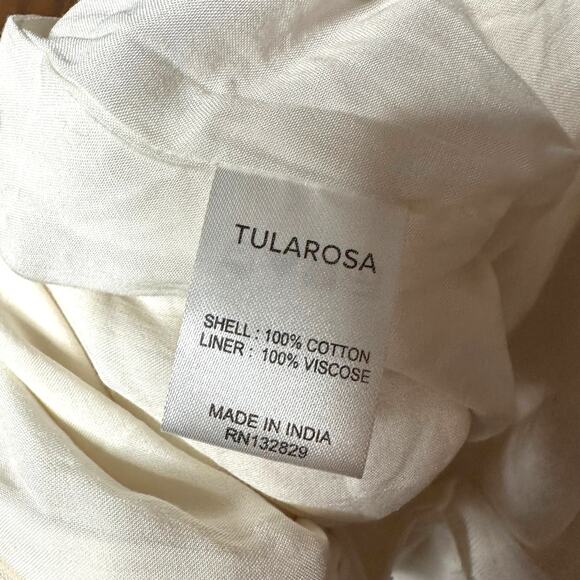 TULAROSA
SHELL : 100% COTTON
LINER : 100% VISCOSE
MADE IN INDIA
RN132829